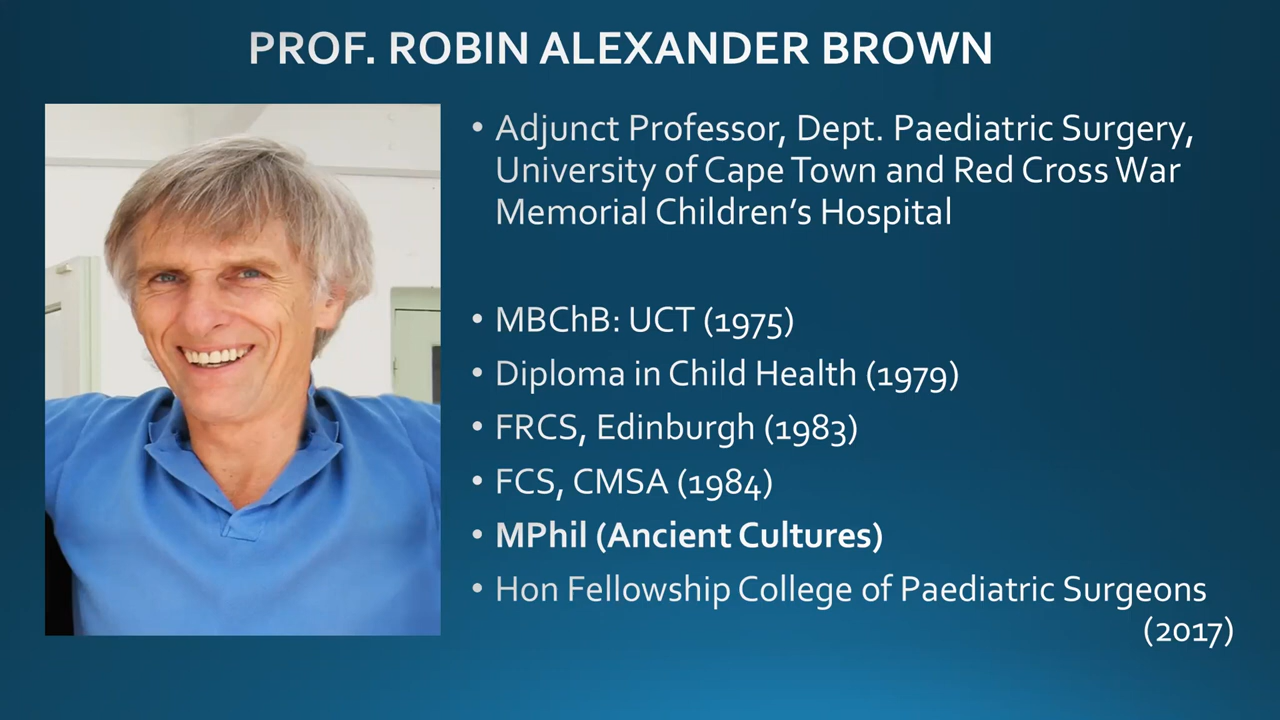 PROF. ROBIN ALEXANDER BROWN
• Adjunct Professor, Dept. Paediatric Surgery,
University of Cape Town and Red Cross War
Memorial Children’s Hospital
• MBChB: UCT (1975)
• Diploma in Child Health (1979)
• FRCS, Edinburgh (1983)
• FCS, CMSA (1984)
• MPhil (Ancient Cultures)
• Hon Fellowship College of Paediatric Surgeons
(2017)